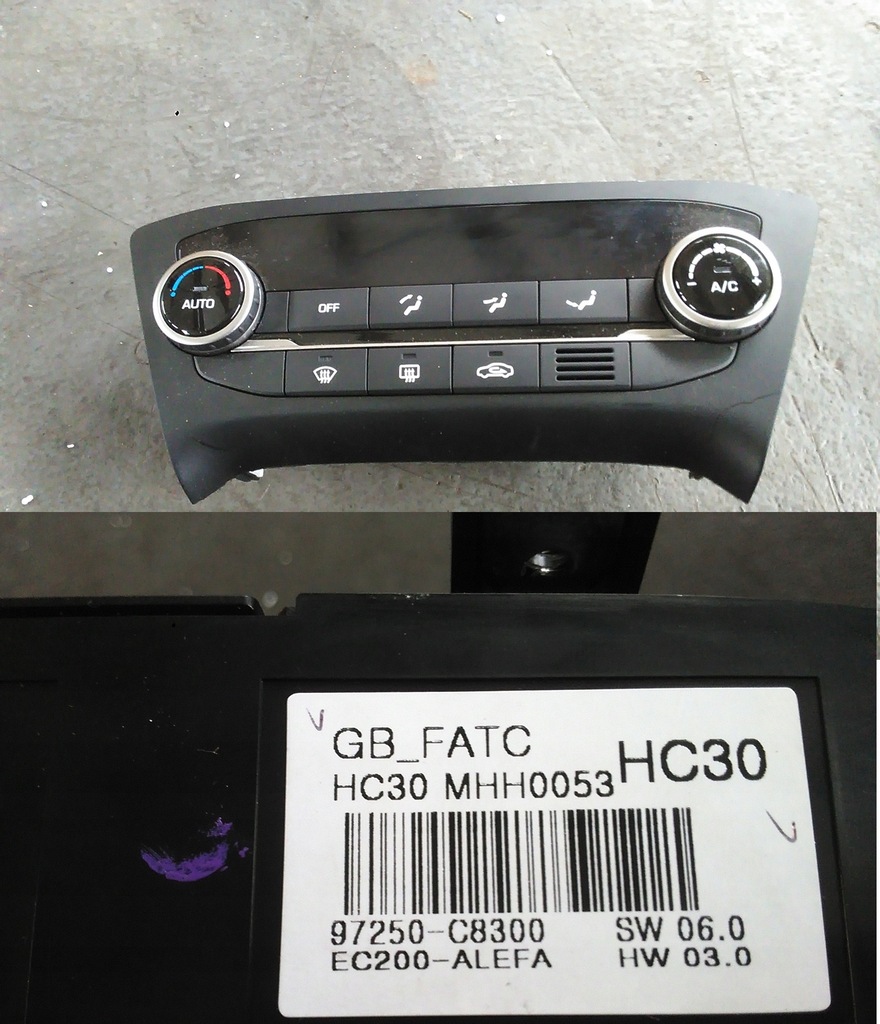 AUTO
OFF
A/C
GB_FATC
HC30 MHH0053
HC30
97250-C8300
SW 06.0
EC200-ALEFA
HW 03.0